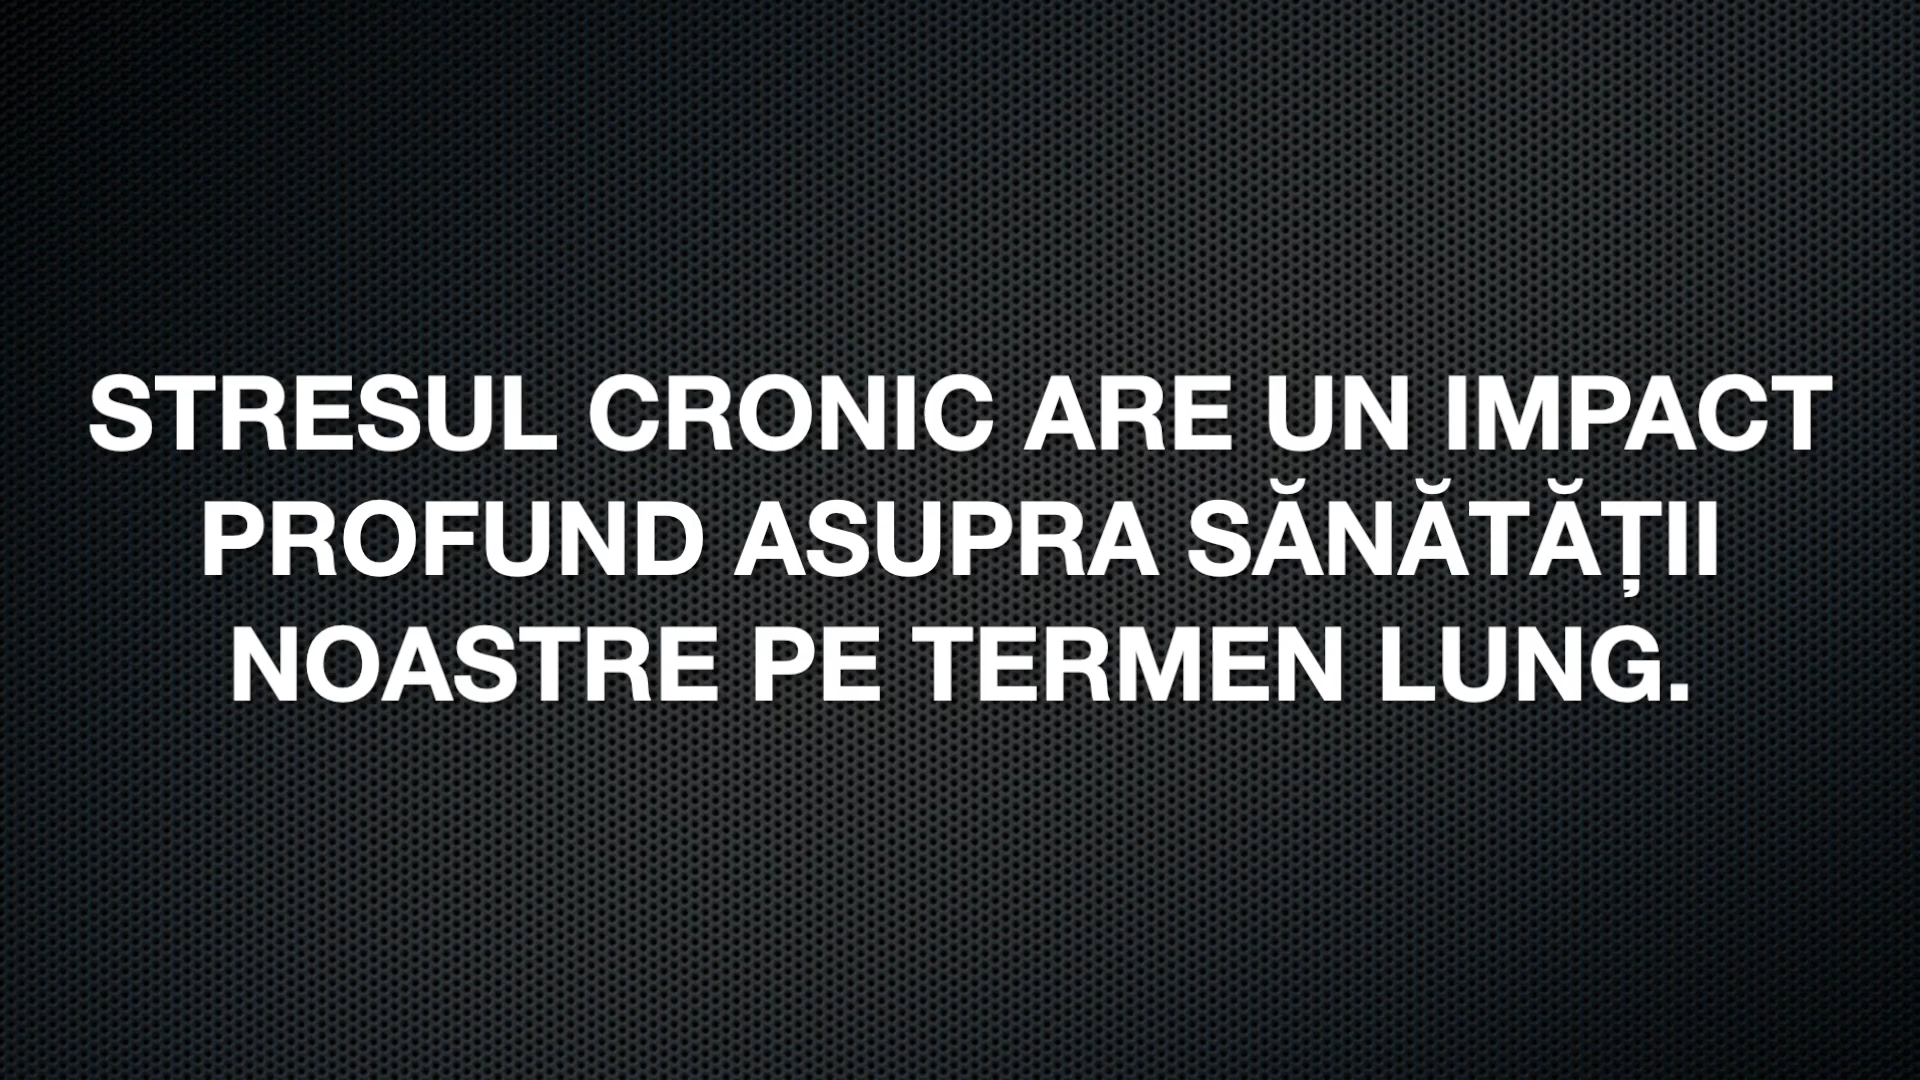 STRESUL CRONIC ARE UN IMPACT
PROFUND ASUPRA SĂNĂTĂȚII
NOASTRE PE TERMEN LUNG.